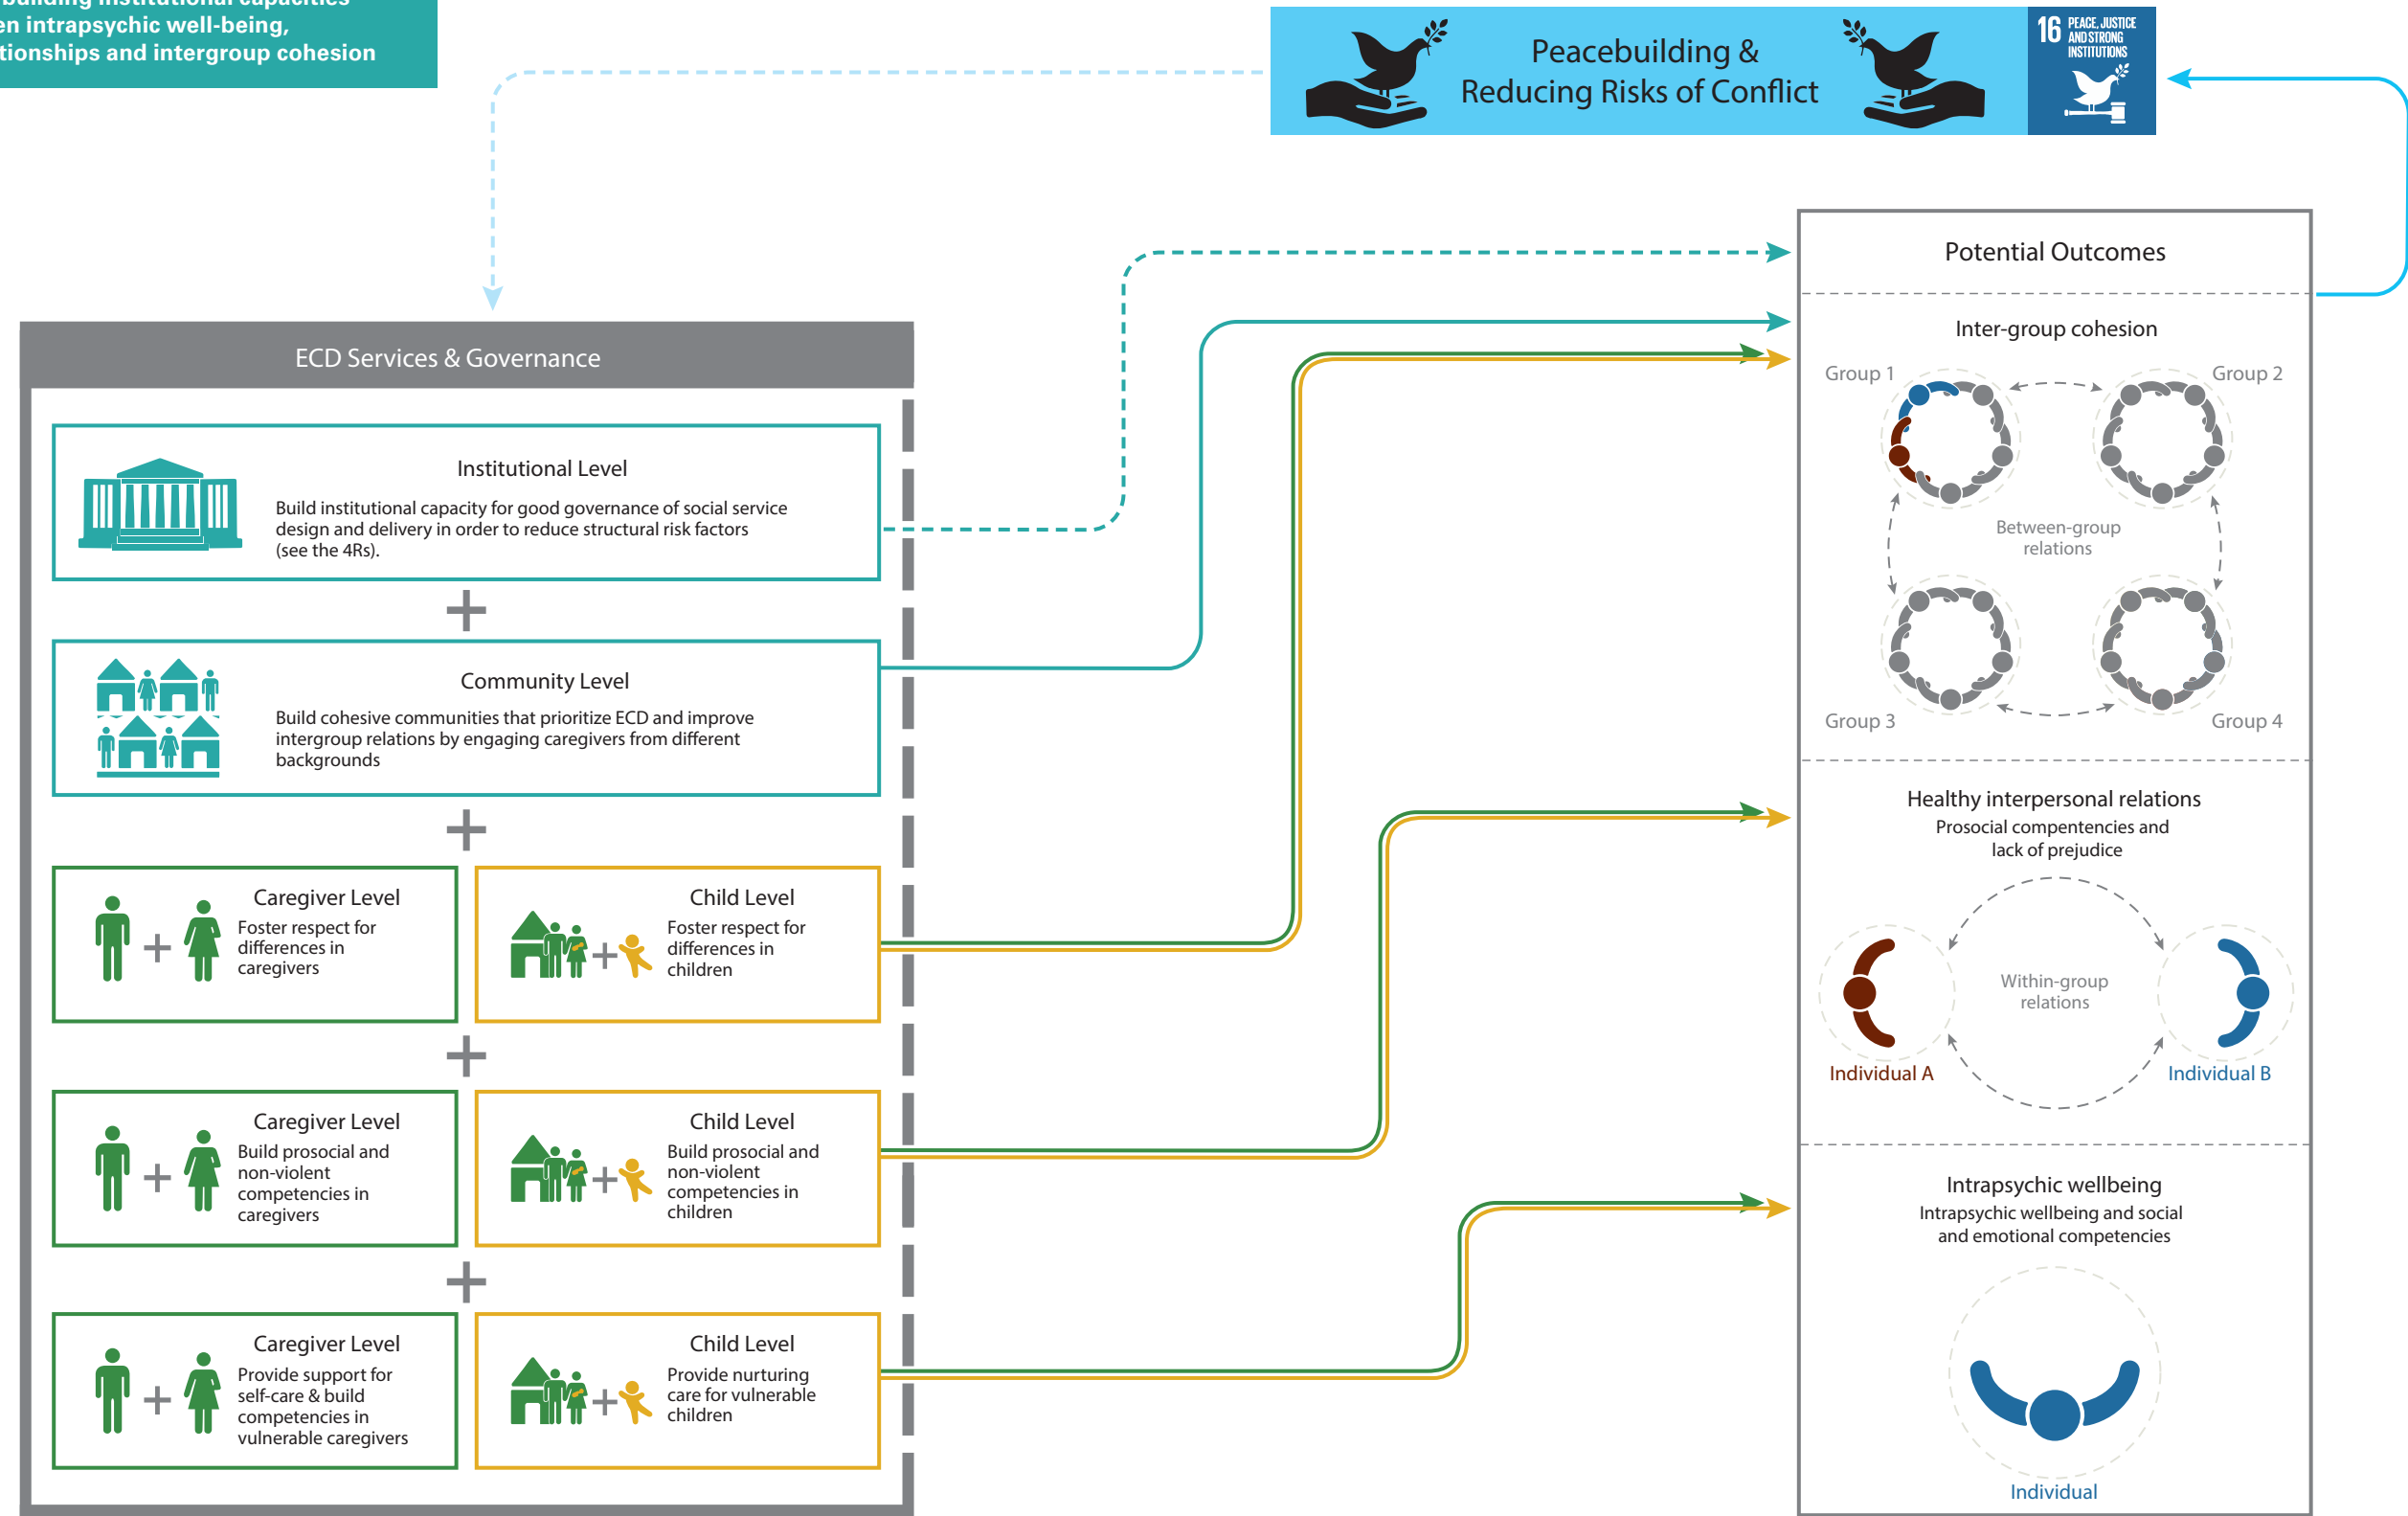 building institutional capacities
intrapsychic well-being,
and intergroup cohesion
Peacebuilding &
Reducing Risks of Conflict
16 PEACE, JUSTICE
AND STRONG
INSTITUTIONS
ECD Services & Governance
Institutional Level
Build institutional capacity for good governance of social service
design and delivery in order to reduce structural risk factors
(see the 4Rs).
+
Community Level
Build cohesive communities that prioritize ECD and improve
intergroup relations by engaging caregivers from different
backgrounds
+
Caregiver Level
+
Foster respect for
differences in
caregivers
Child Level
+
Foster respect for
differences in
children
+
Caregiver Level
+
Build prosocial and
non-violent
competencies in
caregivers
Child Level
+
Build prosocial and
non-violent
competencies in
children
+
Caregiver Level
+
Provide support for
self-care & build
competencies in
vulnerable caregivers
Child Level
+
Provide nurturing
care for vulnerable
children
Potential Outcomes
Inter-group cohesion
Group 1
Group 2
Between-group
relations
Group 3
Group 4
Healthy interpersonal relations
Prosocial compentencies and
lack of prejudice
Within-group
relations
Individual A
Individual B
Intrapsychic wellbeing
Intrapsychic wellbeing and social
and emotional competencies
Individual